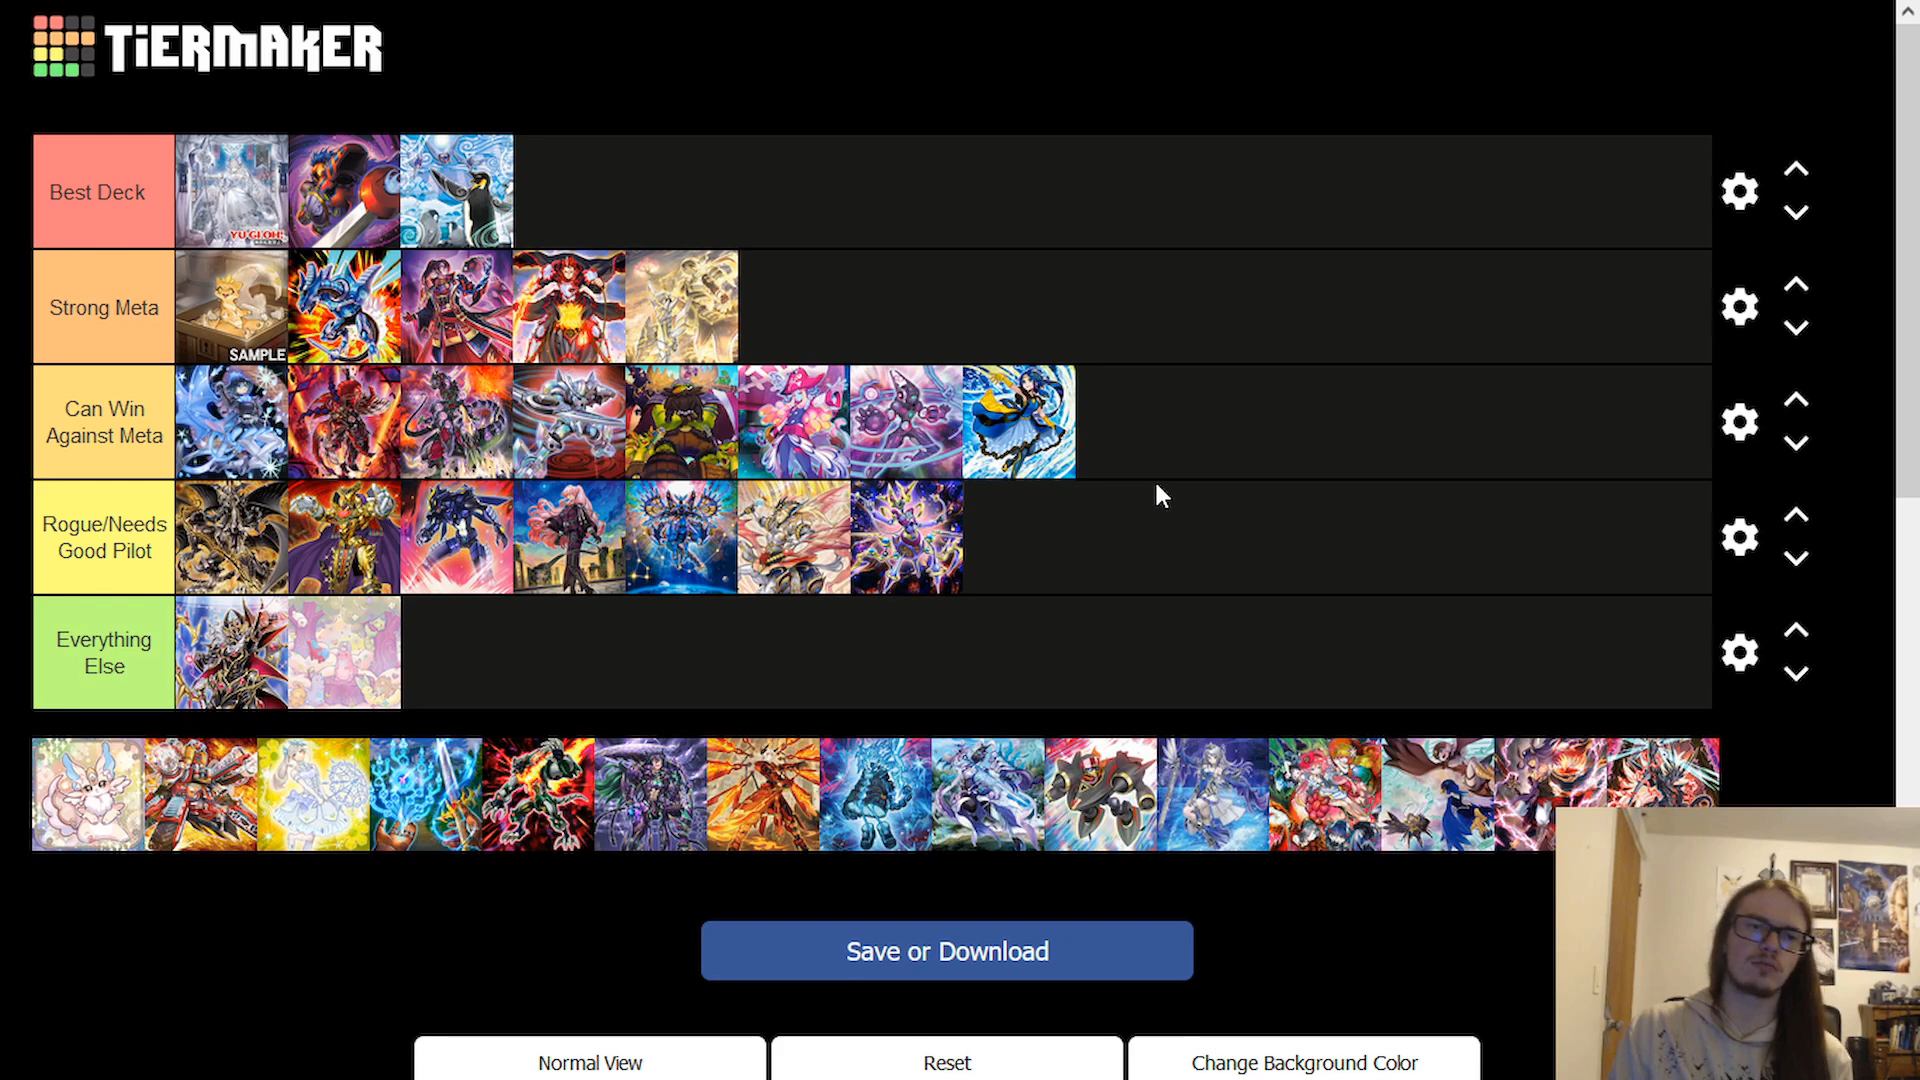 TiERMAKER
Best Deck
YU-GI-OH!
Strong Meta
SAMPLE
Can Win
Against Meta
Rogue/Needs
Good Pilot
Everything
Else
Save or Download
Normal View
Reset
Change Background Color